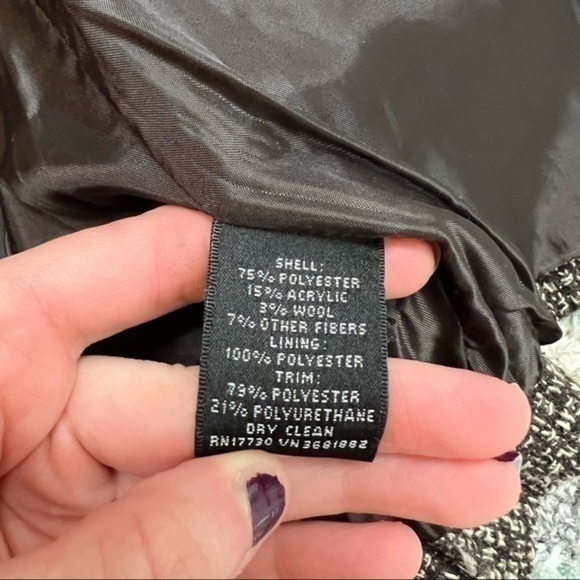 SHELL:
75% POLYESTER
15% ACRYLIC
3% WOOL
7% OTHER FIBERS
LINING:
100% POLYESTER
TRIM:
79% POLYESTER
21% POLYURETHANE
DRY CLEAN
RN17730 VN3681882